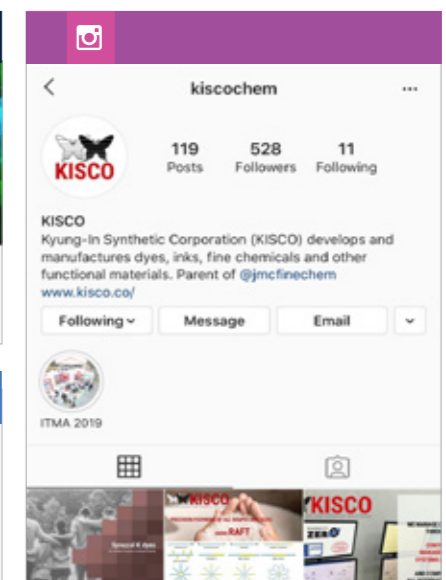 kiscochem
KISCO
119 528 11
Posts Followers Following
KISCO
Kyung-In Synthetic Corporation (KISCO) develops and
manufactures dyes, inks, fine chemicals and other
functional materials. Parent of @jmcfinechem
www.kisco.co/
Following Message Email
ITMA 2019
KISCO
KISCO
RAFT
ZERO